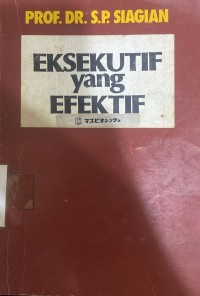 PROF. DR. S.P. SIAGIAN
EKSEKUTIF
yang
EFEKTIF